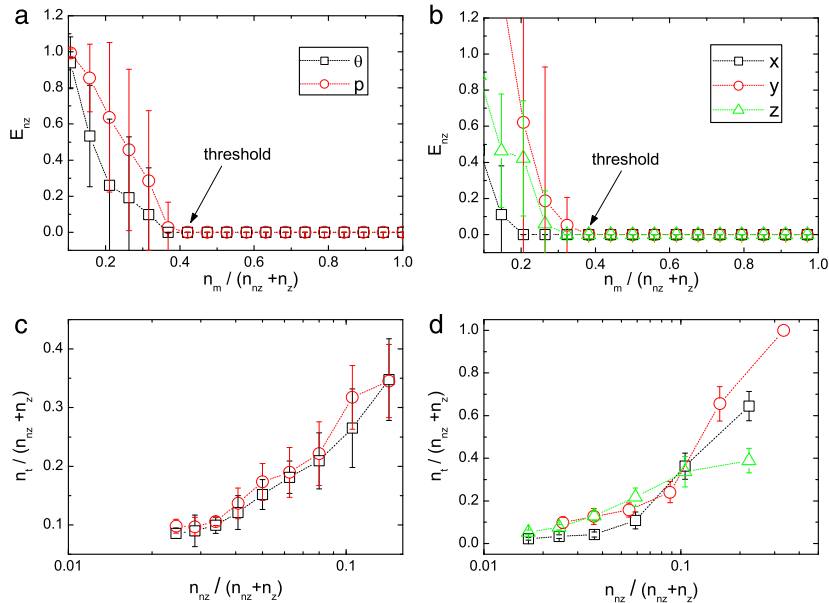 a
E_nz
1.2
1.0
0.8
0.6
0.4
0.2
0.0
θ
p
threshold
0.2 0.4 0.6 0.8 1.0
n_m / (n_nz +n_z)
b
E_nz
1.2
1.0
0.8
0.6
0.4
0.2
0.0
x
y
z
threshold
0.2 0.4 0.6 0.8 1.0
n_m / (n_nz +n_z)
c
n_t / (n_nz +n_z)
0.4
0.3
0.2
0.1
0.01 0.1
n_nz / (n_nz+n_z)
d
n_t / (n_nz +n_z)
1.0
0.8
0.6
0.4
0.2
0.0
0.01 0.1
n_nz / (n_nz+n_z)